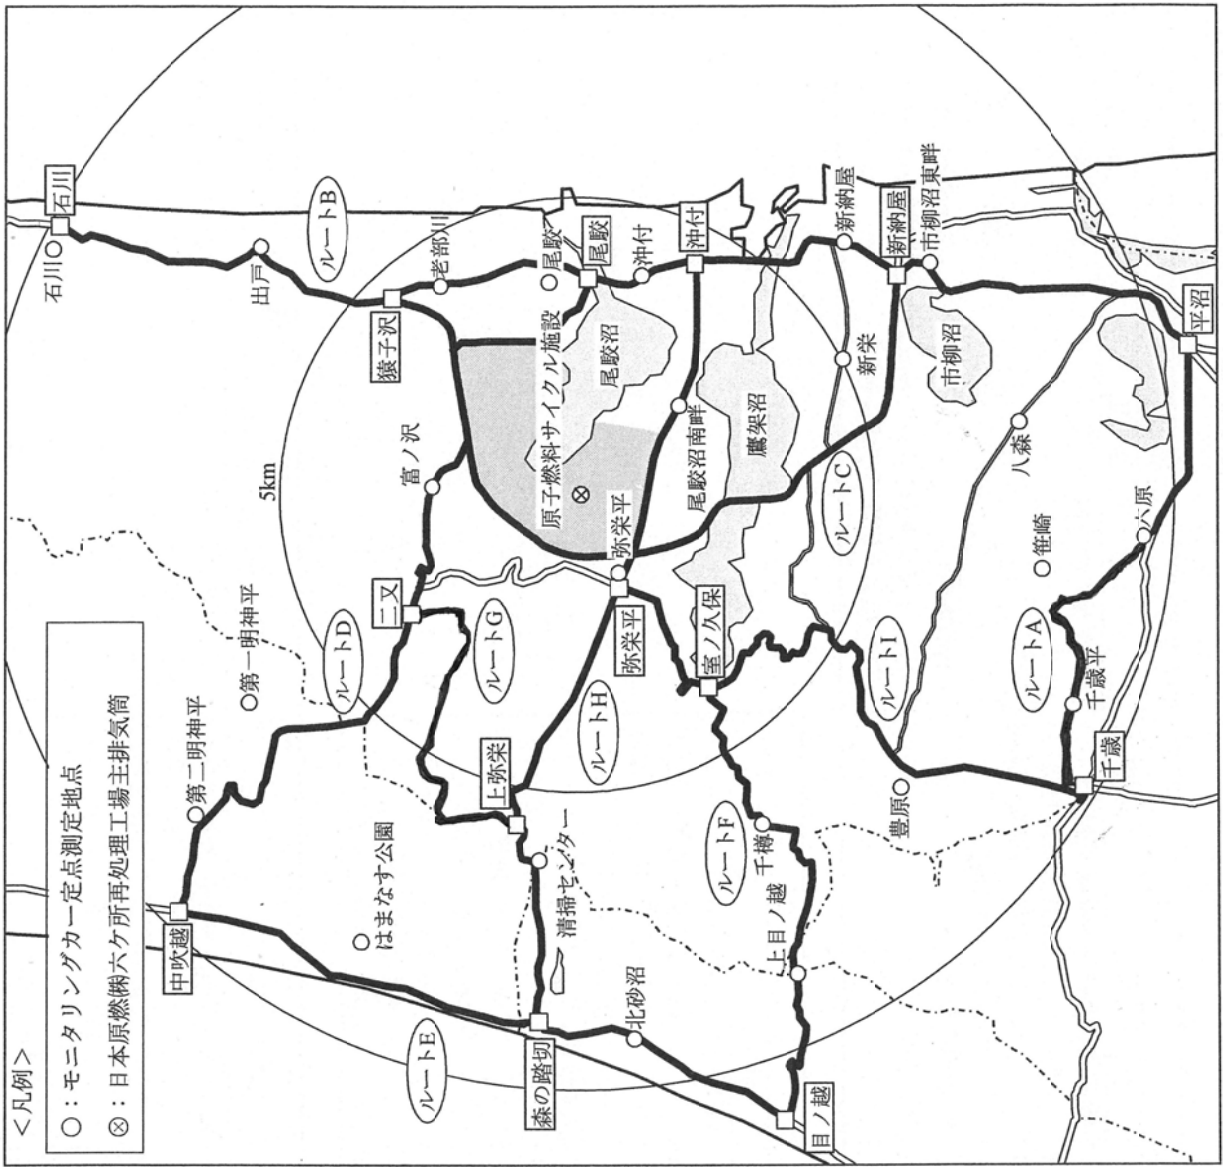 <凡例>
○：モニタリングカー定点測定地点
⊗：日本原燃㈱六ケ所再処理工場主排気筒
石川
石川
出戸
ルートB
猿子沢
老部川
尾駮
尾駮
沖付
沖付
新納屋
新納屋
市柳沼東畔
平沼
5km
富ノ沢
原子燃料サイクル施設
尾駮沼
尾駮沼南畔
鷹架沼
新栄
市柳沼
ルートC
八森
六原
笹崎
二又
第一明神平
第二明神平
ルートD
ルートG
弥栄平
弥栄平
室ノ久保
ルートI
ルートA
千歳平
千歳
ルートH
上弥栄
ルートF
千樽
豊原
中吹越
はまなす公園
清掃センター
上目ノ越
北砂沼
森の踏切
ルートE
目ノ越